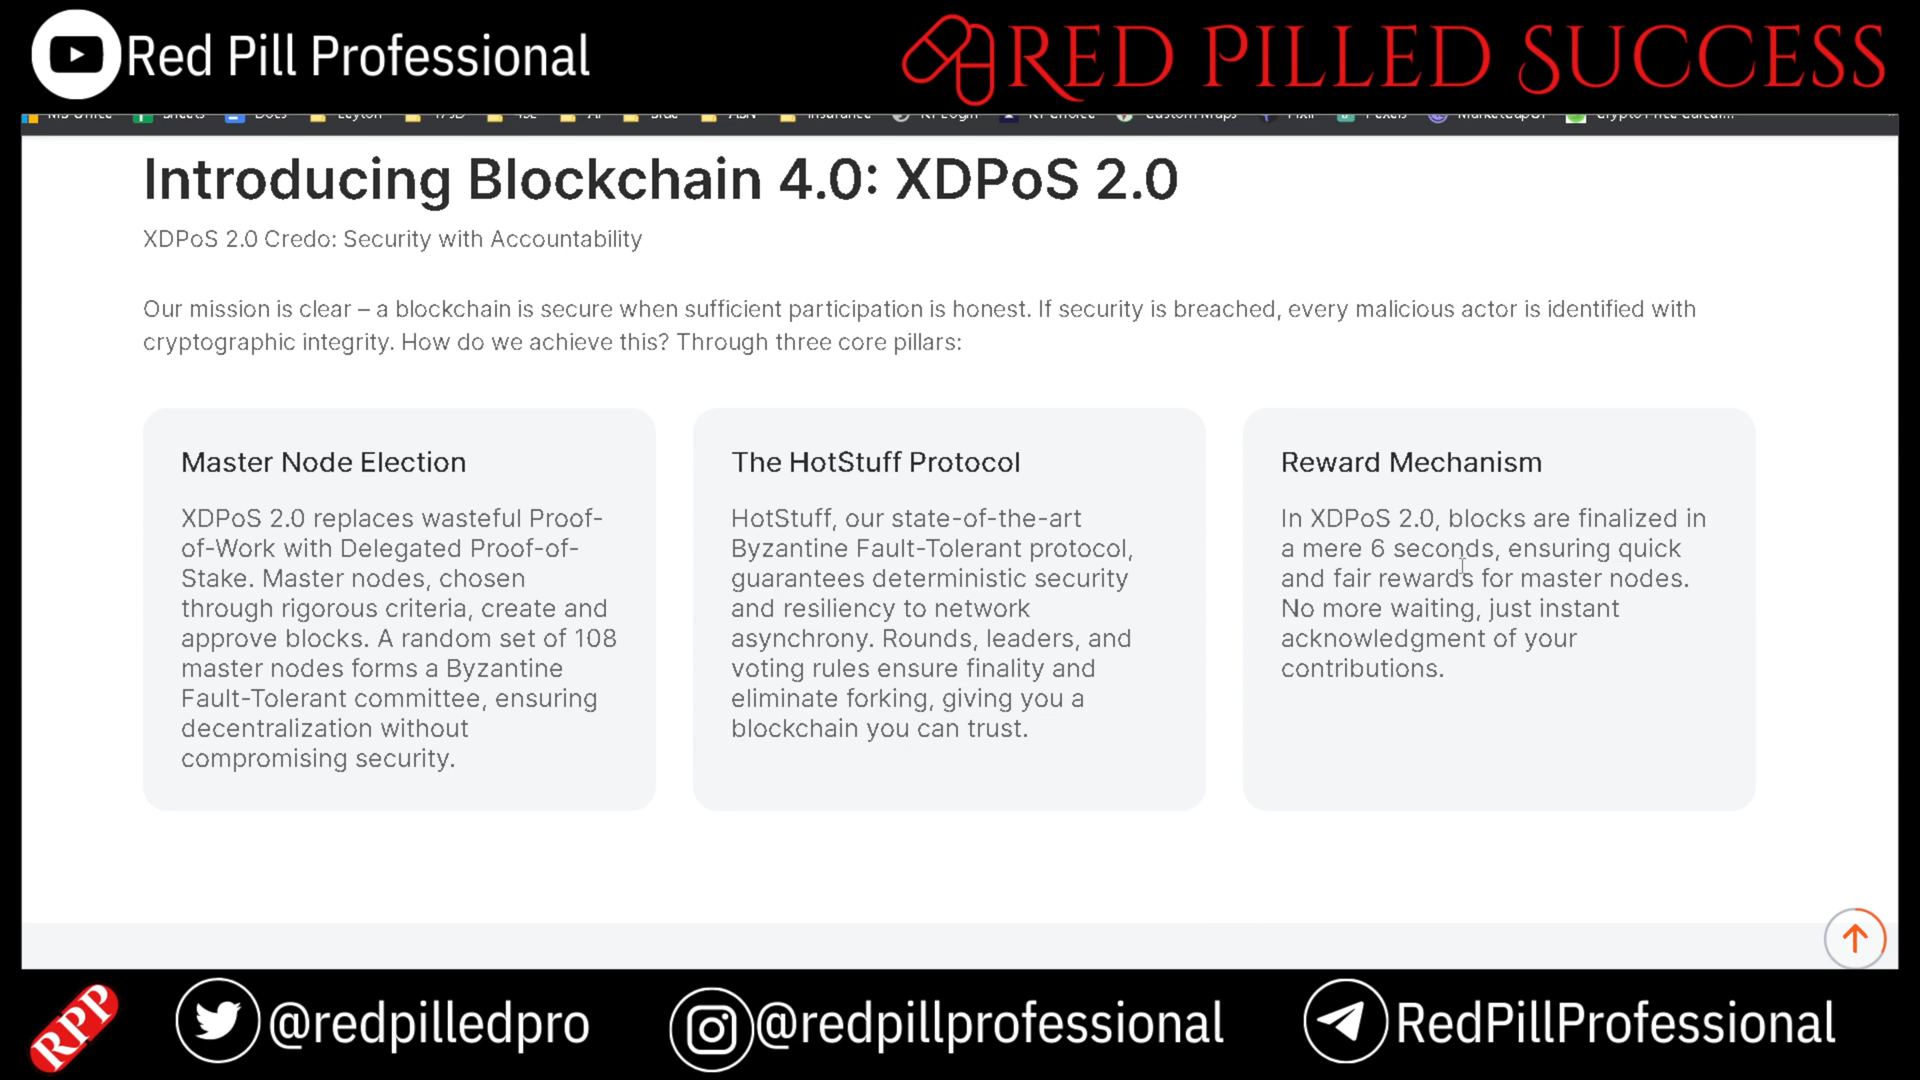 Red Pill Professional
RED PILLED SUCCESS
Introducing Blockchain 4.0: XDPoS 2.0
XDPoS 2.0 Credo: Security with Accountability
Our mission is clear – a blockchain is secure when sufficient participation is honest. If security is breached, every malicious actor is identified with
cryptographic integrity. How do we achieve this? Through three core pillars:
Master Node Election
XDPoS 2.0 replaces wasteful Proof-
of-Work with Delegated Proof-of-
Stake. Master nodes, chosen
through rigorous criteria, create and
approve blocks. A random set of 108
master nodes forms a Byzantine
Fault-Tolerant committee, ensuring
decentralization without
compromising security.
The HotStuff Protocol
HotStuff, our state-of-the-art
Byzantine Fault-Tolerant protocol,
guarantees deterministic security
and resiliency to network
asynchrony. Rounds, leaders, and
voting rules ensure finality and
eliminate forking, giving you a
blockchain you can trust.
Reward Mechanism
In XDPoS 2.0, blocks are finalized in
a mere 6 seconds, ensuring quick
and fair rewards for master nodes.
No more waiting, just instant
acknowledgment of your
contributions.
RPP
@redpilledpro
@redpillprofessional
RedPillProfessional